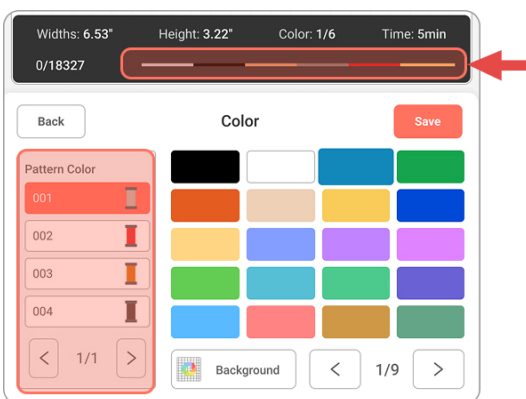 Widths: 6.53" Height: 3.22" Color: 1/6 Time: 5min
0/18327
Back Color Save
Pattern Color
001
002
003
004
< 1/1 >
Background < 1/9 >